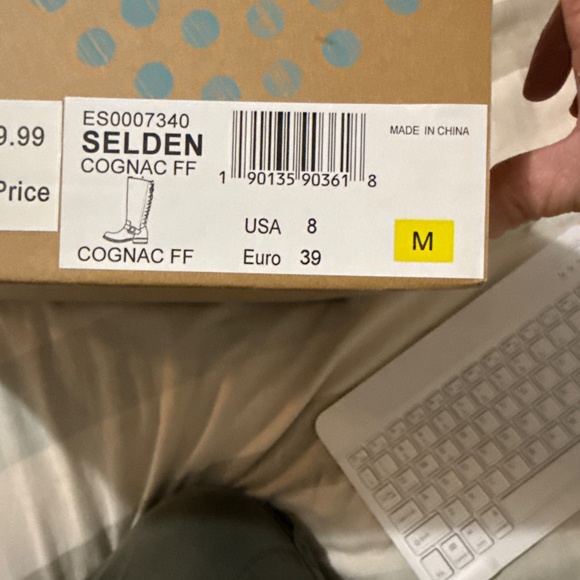 9.99
Price
ES0007340
SELDEN
COGNAC FF
COGNAC FF
1 90135 90361 8
USA 8
Euro 39
MADE IN CHINA
M